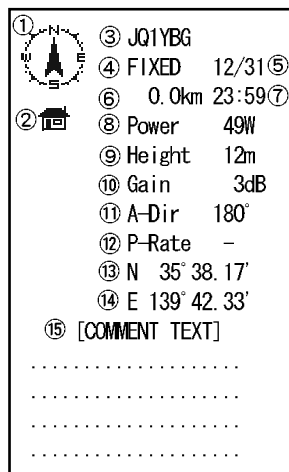 ① N ③ JQ1YBG
W E ④ FIXED 12/31⑤
S ⑥ 0.0km 23:59⑦
② ⑧ Power 49W
⑨ Height 12m
⑩ Gain 3dB
⑪ A-Dir 180°
⑫ P-Rate -
⑬ N 35°38.17'
⑭ E 139°42.33'
⑮ [COMMENT TEXT]
....................
....................
....................
....................